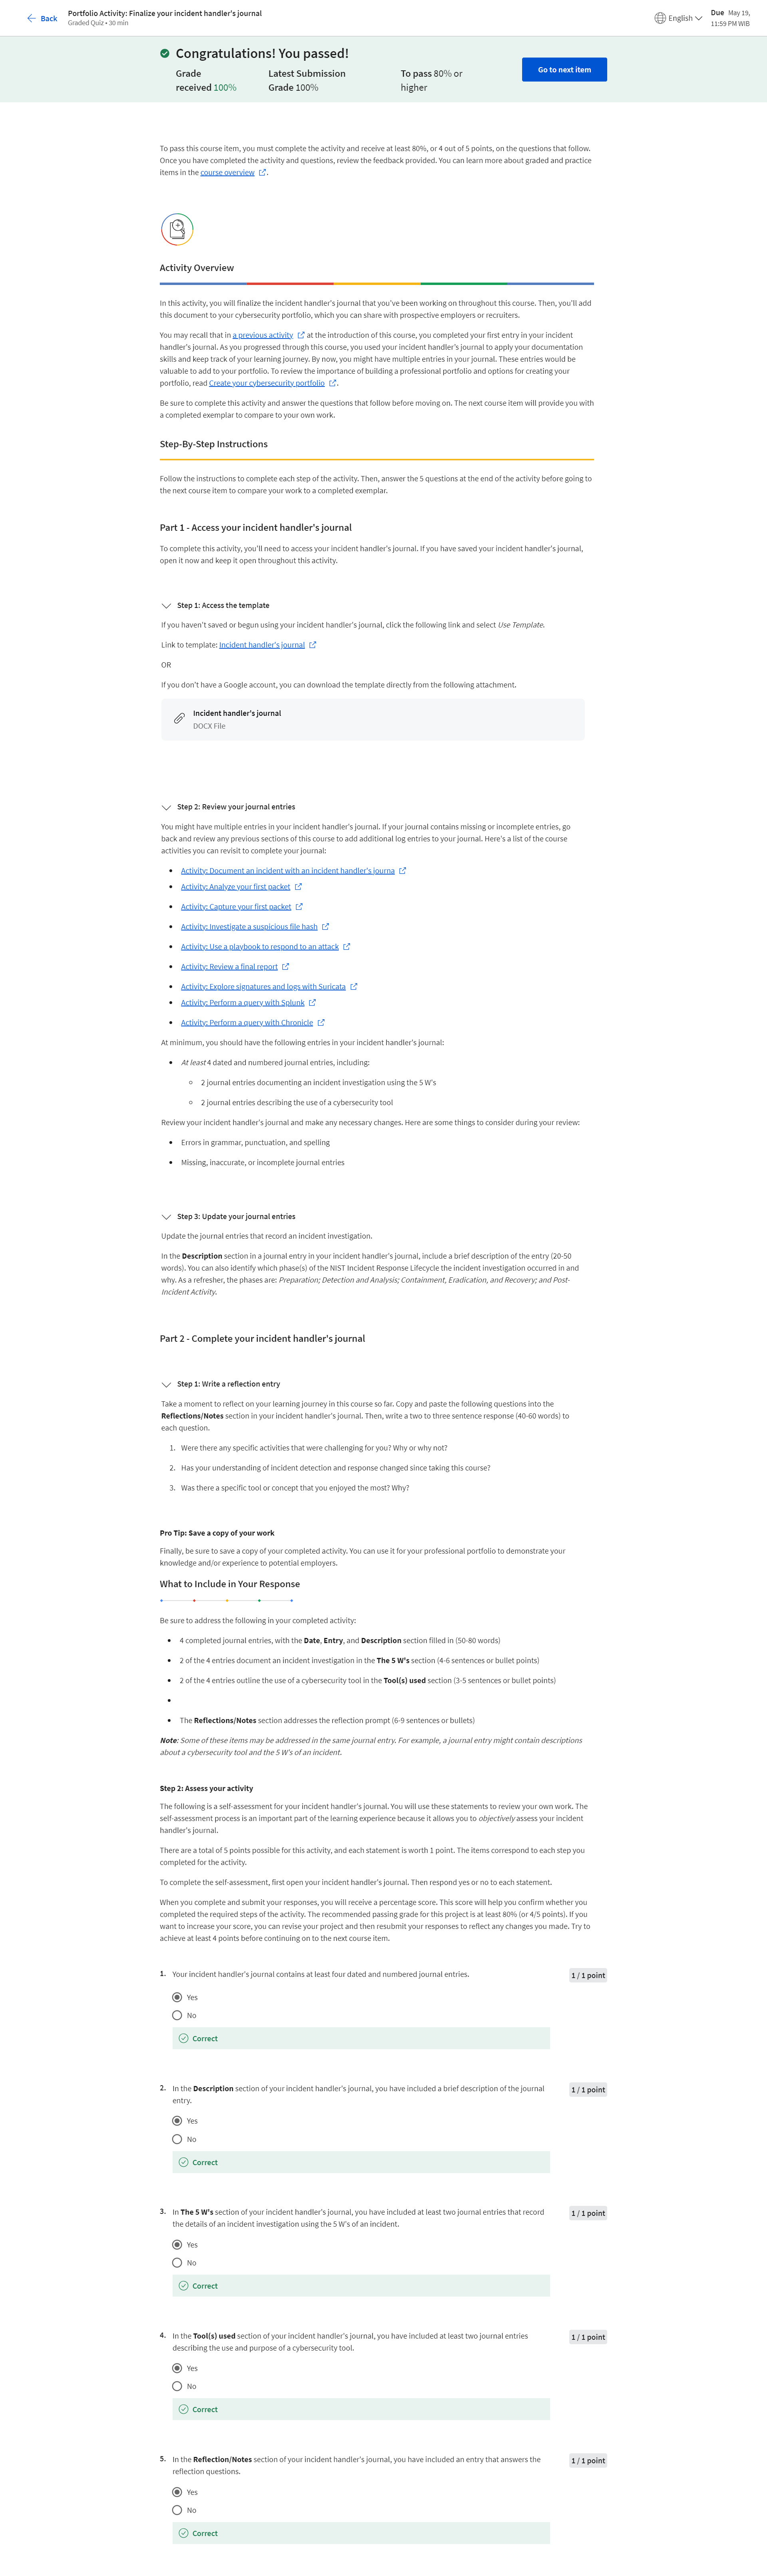 Back
Portfolio Activity: Finalize your incident handler's journal
Graded Quiz • 30 min
English
Due May 19,
11:59 PM WIB
Congratulations! You passed!
Grade
received 100%
Latest Submission
Grade 100%
To pass 80% or
higher
Go to next item
To pass this course item, you must complete the activity and receive at least 80%, or 4 out of 5 points, on the questions that follow.
Once you have completed the activity and questions, review the feedback provided. You can learn more about graded and practice
items in the course overview.
Activity Overview
In this activity, you will finalize the incident handler's journal that you've been working on throughout this course. Then, you'll add
this document to your cybersecurity portfolio, which you can share with prospective employers or recruiters.
You may recall that in a previous activity at the introduction of this course, you completed your first entry in your incident
handler's journal. As you progressed through this course, you used your incident handler's journal to apply your documentation
skills and keep track of your learning journey. By now, you might have multiple entries in your journal. These entries would be
valuable to add to your portfolio. To review the importance of building a professional portfolio and options for creating your
portfolio, read Create your cybersecurity portfolio.
Be sure to complete this activity and answer the questions that follow before moving on. The next course item will provide you with
a completed exemplar to compare to your own work.
Step-By-Step Instructions
Follow the instructions to complete each step of the activity. Then, answer the 5 questions at the end of the activity before going to
the next course item to compare your work to a completed exemplar.
Part 1 - Access your incident handler's journal
To complete this activity, you'll need to access your incident handler's journal. If you have saved your incident handler's journal,
open it now and keep it open throughout this activity.
Step 1: Access the template
If you haven't saved or begun using your incident handler's journal, click the following link and select Use Template.
Link to template: Incident handler's journal
OR
If you don't have a Google account, you can download the template directly from the following attachment.
Incident handler's journal
DOCX File
Step 2: Review your journal entries
You might have multiple entries in your incident handler's journal. If your journal contains missing or incomplete entries, go
back and review any previous sections of this course to add additional log entries to your journal. Here's a list of the course
activities you can revisit to complete your journal:
• Activity: Document an incident with an incident handler's journa
• Activity: Analyze your first packet
• Activity: Capture your first packet
• Activity: Investigate a suspicious file hash
• Activity: Use a playbook to respond to an attack
• Activity: Review a final report
• Activity: Explore signatures and logs with Suricata
• Activity: Perform a query with Splunk
• Activity: Perform a query with Chronicle
At minimum, you should have the following entries in your incident handler's journal:
• At least 4 dated and numbered journal entries, including:
○ 2 journal entries documenting an incident investigation using the 5 W's
○ 2 journal entries describing the use of a cybersecurity tool
Review your incident handler's journal and make any necessary changes. Here are some things to consider during your review:
• Errors in grammar, punctuation, and spelling
• Missing, inaccurate, or incomplete journal entries
Step 3: Update your journal entries
Update the journal entries that record an incident investigation.
In the Description section in a journal entry in your incident handler's journal, include a brief description of the entry (20-50
words). You can also identify which phase(s) of the NIST Incident Response Lifecycle the incident investigation occurred in and
why. As a refresher, the phases are: Preparation; Detection and Analysis; Containment, Eradication, and Recovery; and Post-
Incident Activity.
Part 2 - Complete your incident handler's journal
Step 1: Write a reflection entry
Take a moment to reflect on your learning journey in this course so far. Copy and paste the following questions into the
Reflections/Notes section in your incident handler's journal. Then, write a two to three sentence response (40-60 words) to
each question.
1. Were there any specific activities that were challenging for you? Why or why not?
2. Has your understanding of incident detection and response changed since taking this course?
3. Was there a specific tool or concept that you enjoyed the most? Why?
Pro Tip: Save a copy of your work
Finally, be sure to save a copy of your completed activity. You can use it for your professional portfolio to demonstrate your
knowledge and/or experience to potential employers.
What to Include in Your Response
Be sure to address the following in your completed activity:
• 4 completed journal entries, with the Date, Entry, and Description section filled in (50-80 words)
• 2 of the 4 entries document an incident investigation in the The 5 W's section (4-6 sentences or bullet points)
• 2 of the 4 entries outline the use of a cybersecurity tool in the Tool(s) used section (3-5 sentences or bullet points)
•
• The Reflections/Notes section addresses the reflection prompt (6-9 sentences or bullets)
Note: Some of these items may be addressed in the same journal entry. For example, a journal entry might contain descriptions
about a cybersecurity tool and the 5 W's of an incident.
Step 2: Assess your activity
The following is a self-assessment for your incident handler's journal. You will use these statements to review your own work. The
self-assessment process is an important part of the learning experience because it allows you to objectively assess your incident
handler's journal.
There are a total of 5 points possible for this activity, and each statement is worth 1 point. The items correspond to each step you
completed for the activity.
To complete the self-assessment, first open your incident handler's journal. Then respond yes or no to each statement.
When you complete and submit your responses, you will receive a percentage score. This score will help you confirm whether you
completed the required steps of the activity. The recommended passing grade for this project is at least 80% (or 4/5 points). If you
want to increase your score, you can revise your project and then resubmit your responses to reflect any changes you made. Try to
achieve at least 4 points before continuing on to the next course item.
1. Your incident handler's journal contains at least four dated and numbered journal entries.
1 / 1 point
Yes
No
Correct
2. In the Description section of your incident handler's journal, you have included a brief description of the journal
entry.
1 / 1 point
Yes
No
Correct
3. In The 5 W's section of your incident handler's journal, you have included at least two journal entries that record
the details of an incident investigation using the 5 W's of an incident.
1 / 1 point
Yes
No
Correct
4. In the Tool(s) used section of your incident handler's journal, you have included at least two journal entries
describing the use and purpose of a cybersecurity tool.
1 / 1 point
Yes
No
Correct
5. In the Reflection/Notes section of your incident handler's journal, you have included an entry that answers the
reflection questions.
1 / 1 point
Yes
No
Correct